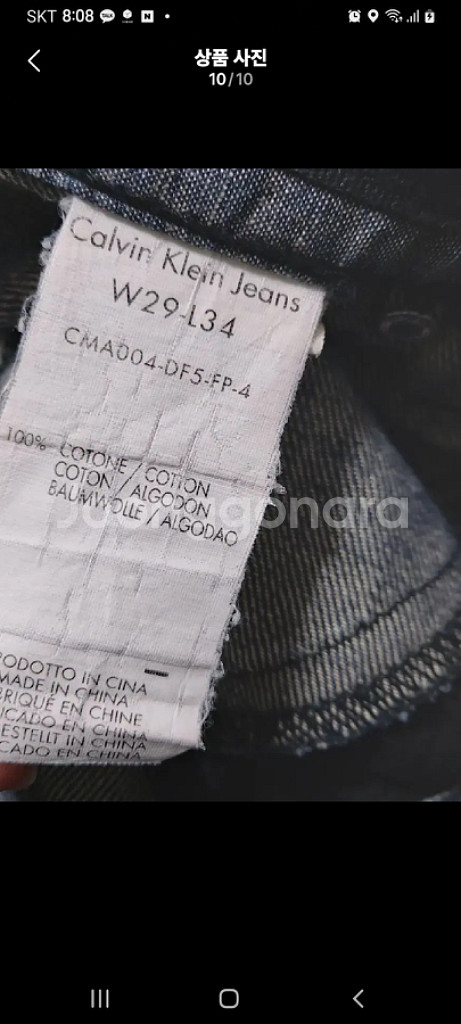 SKT 8:08
상품 사진
10/10
Calvin Klein Jeans
W29-L34
CMA004-DF5-FP-4
100% COTONE / COTTON
COTON / ALGODON
BAUMWOLLE / ALGODAO
Joonggonara
RODOTTO IN CINA
MADE IN CHINA
BRIQUÉ EN CHINE
ICADO EN CHINA
ESTELLT IN CHINA
CADO EN CHINA